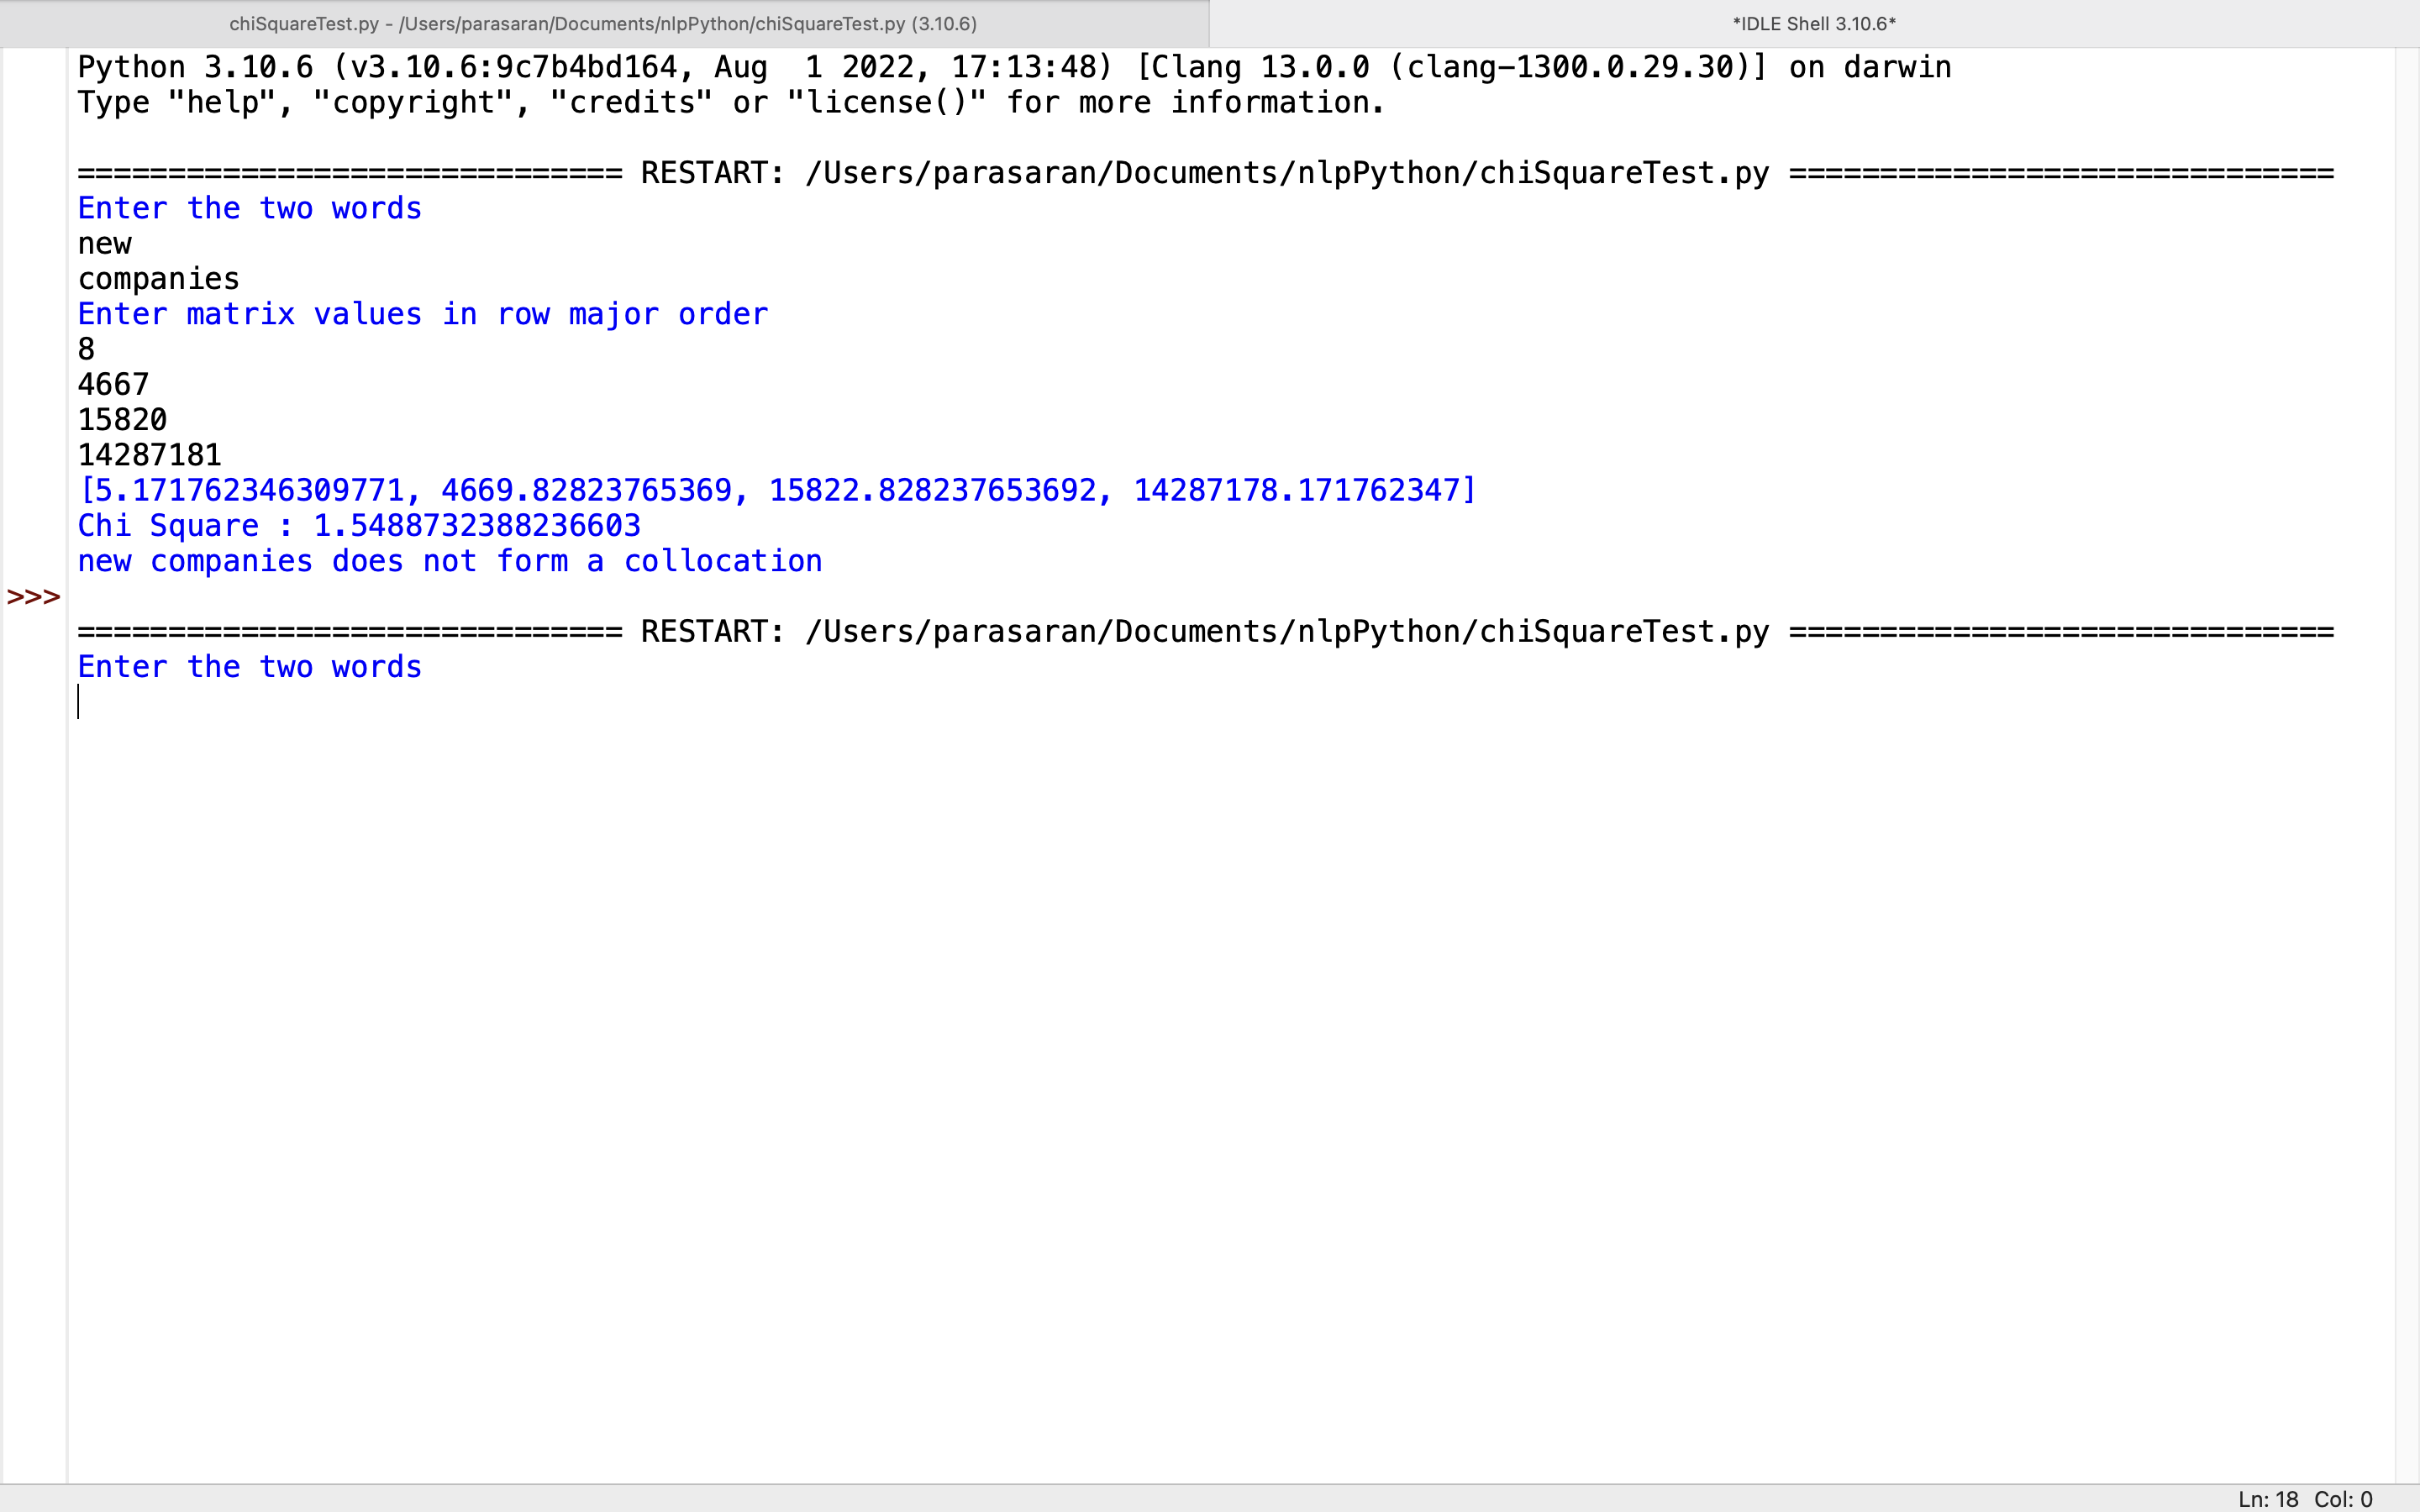 chiSquareTest.py - /Users/parasaran/Documents/nlpPython/chiSquareTest.py (3.10.6)
*IDLE Shell 3.10.6*
Python 3.10.6 (v3.10.6:9c7b4bd164, Aug  1 2022, 17:13:48) [Clang 13.0.0 (clang-1300.0.29.30)] on darwin
Type "help", "copyright", "credits" or "license()" for more information.
============================== RESTART: /Users/parasaran/Documents/nlpPython/chiSquareTest.py ==============================
Enter the two words
new
companies
Enter matrix values in row major order
8
4667
15820
14287181
[5.171762346309771, 4669.82823765369, 15822.828237653692, 14287178.171762347]
Chi Square : 1.5488732388236603
new companies does not form a collocation
>>>
============================== RESTART: /Users/parasaran/Documents/nlpPython/chiSquareTest.py ==============================
Enter the two words
Ln: 18 Col: 0